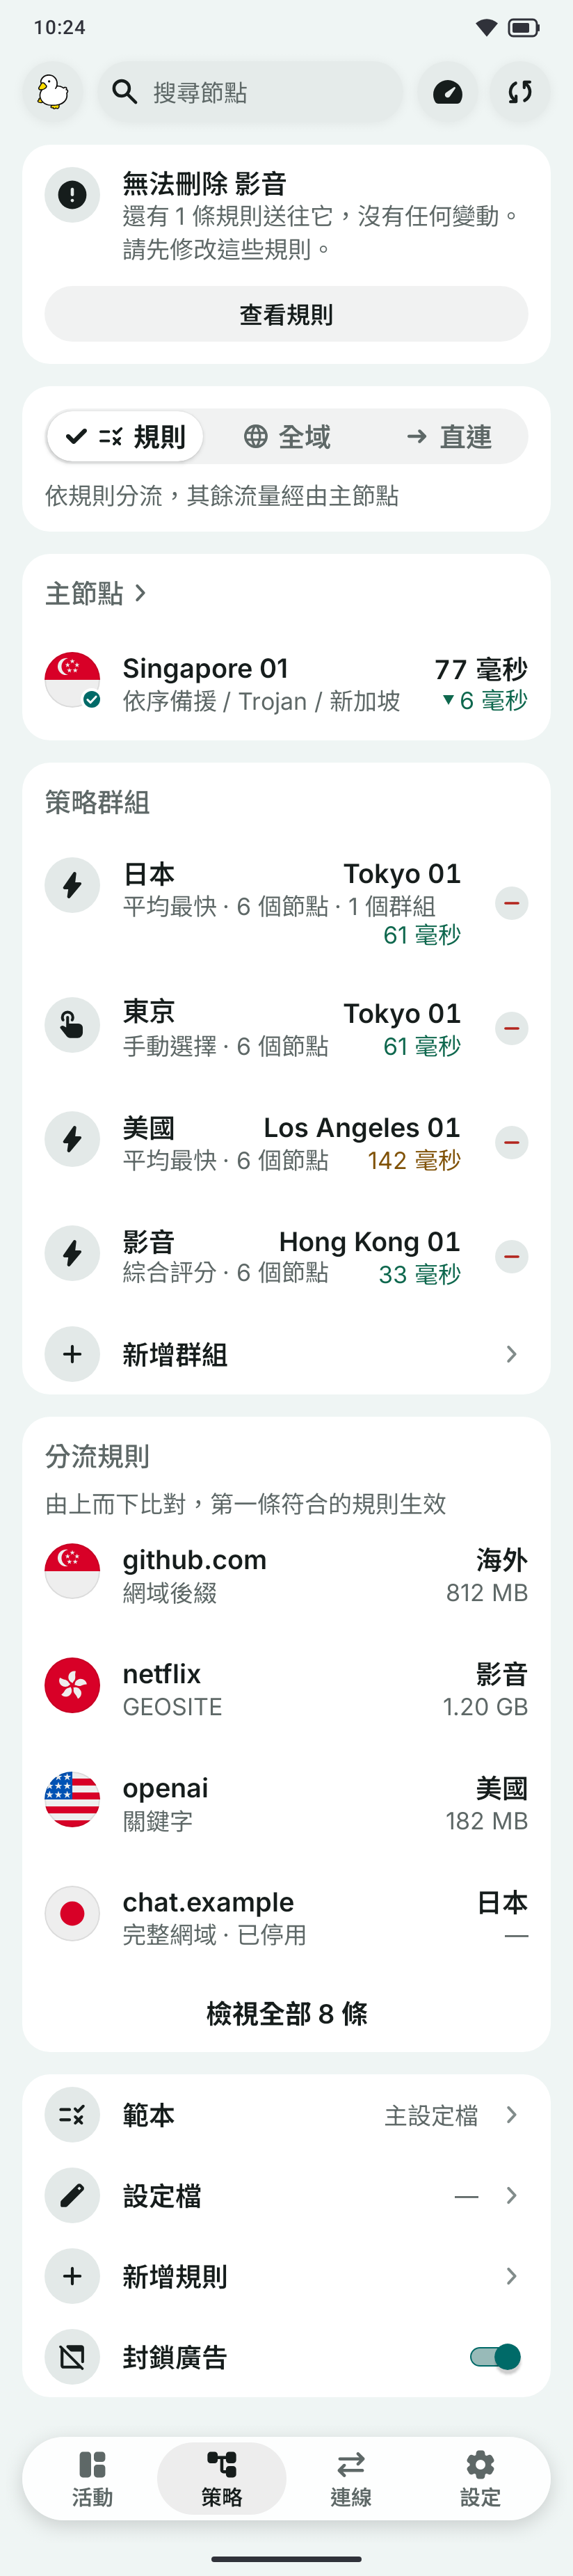 10:24
搜尋節點
無法刪除 影音
還有 1 條規則送往它，沒有任何變動。
請先修改這些規則。
查看規則
規則 全域 直連
依規則分流，其餘流量經由主節點
主節點
Singapore 01 77 毫秒
依序備援 / Trojan / 新加坡 ▼6 毫秒
策略群組
日本 Tokyo 01
平均最快 · 6 個節點 · 1 個群組
61 毫秒
東京 Tokyo 01
手動選擇 · 6 個節點 61 毫秒
美國 Los Angeles 01
平均最快 · 6 個節點 142 毫秒
影音 Hong Kong 01
綜合評分 · 6 個節點 33 毫秒
新增群組
分流規則
由上而下比對，第一條符合的規則生效
github.com 海外
網域後綴 812 MB
netflix 影音
GEOSITE 1.20 GB
openai 美國
關鍵字 182 MB
chat.example 日本
完整網域 · 已停用 —
檢視全部 8 條
範本 主設定檔
設定檔 —
新增規則
封鎖廣告
活動 策略 連線 設定